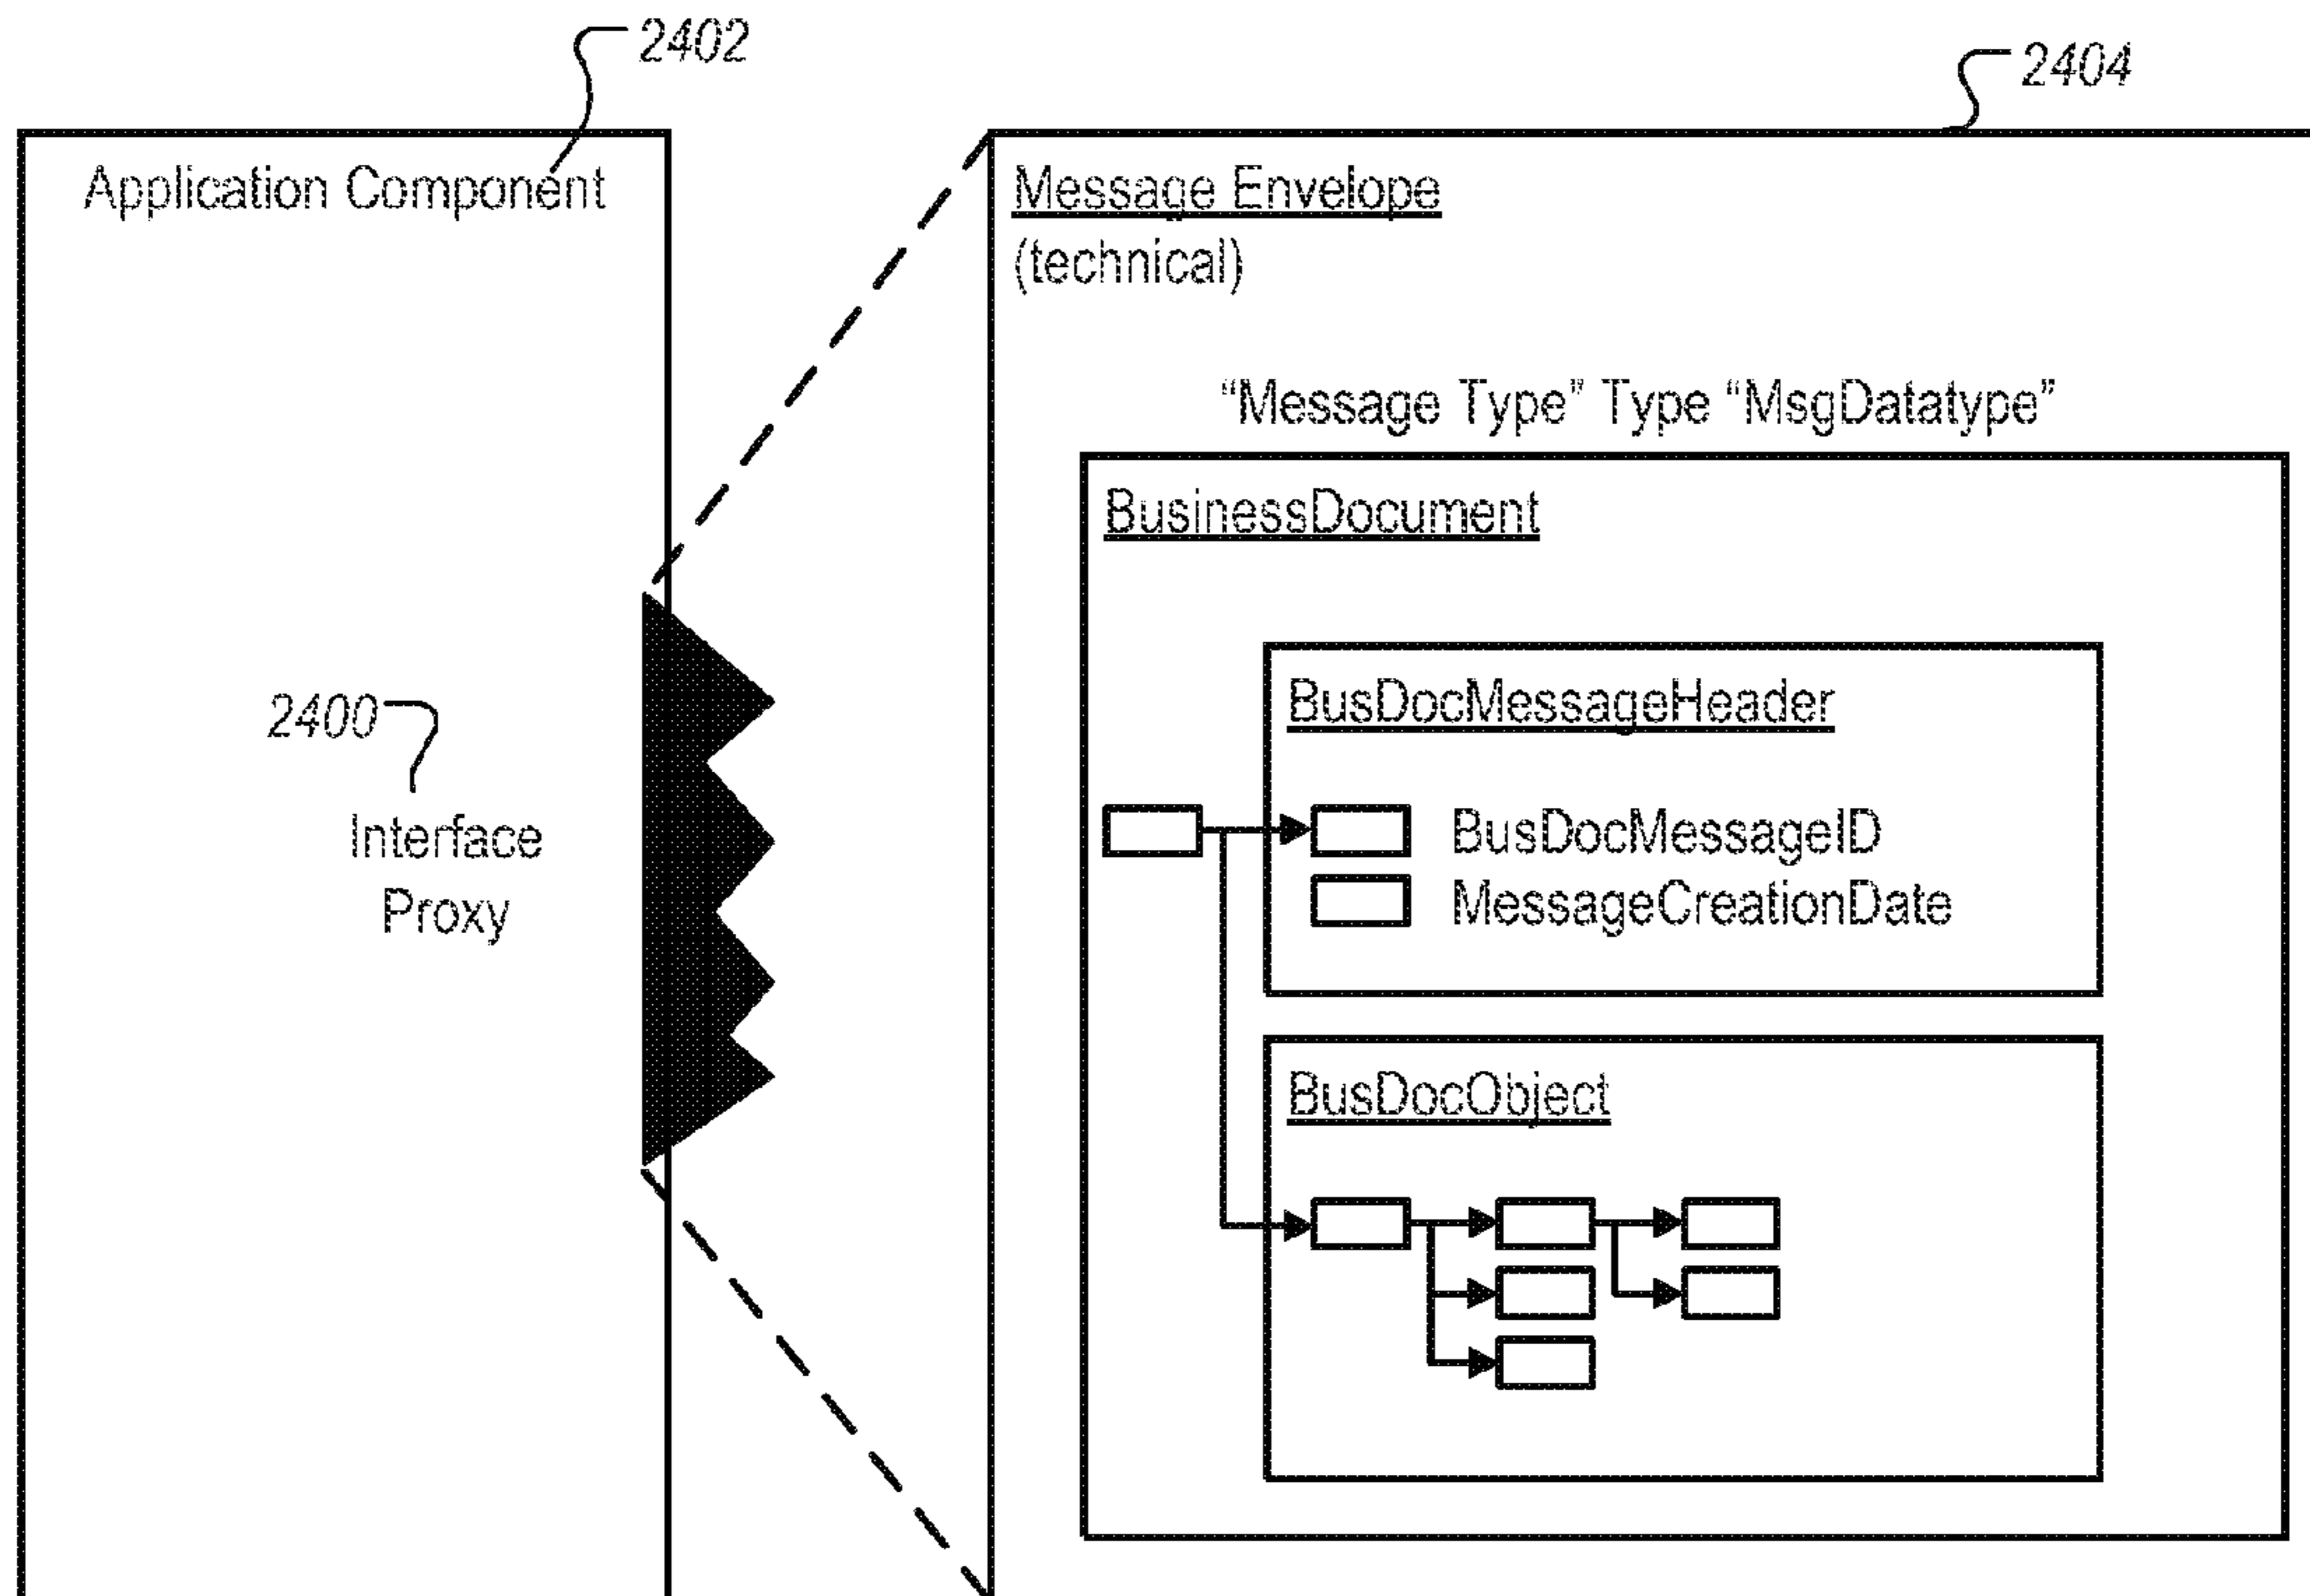 2402
2404
Application Component
Message Envelope
(technical)
“Message Type” Type “MsgDatatype”
BusinessDocument
BusDocMessageHeader
2400
Interface
Proxy
BusDocMessageID
MessageCreationDate
BusDocObject